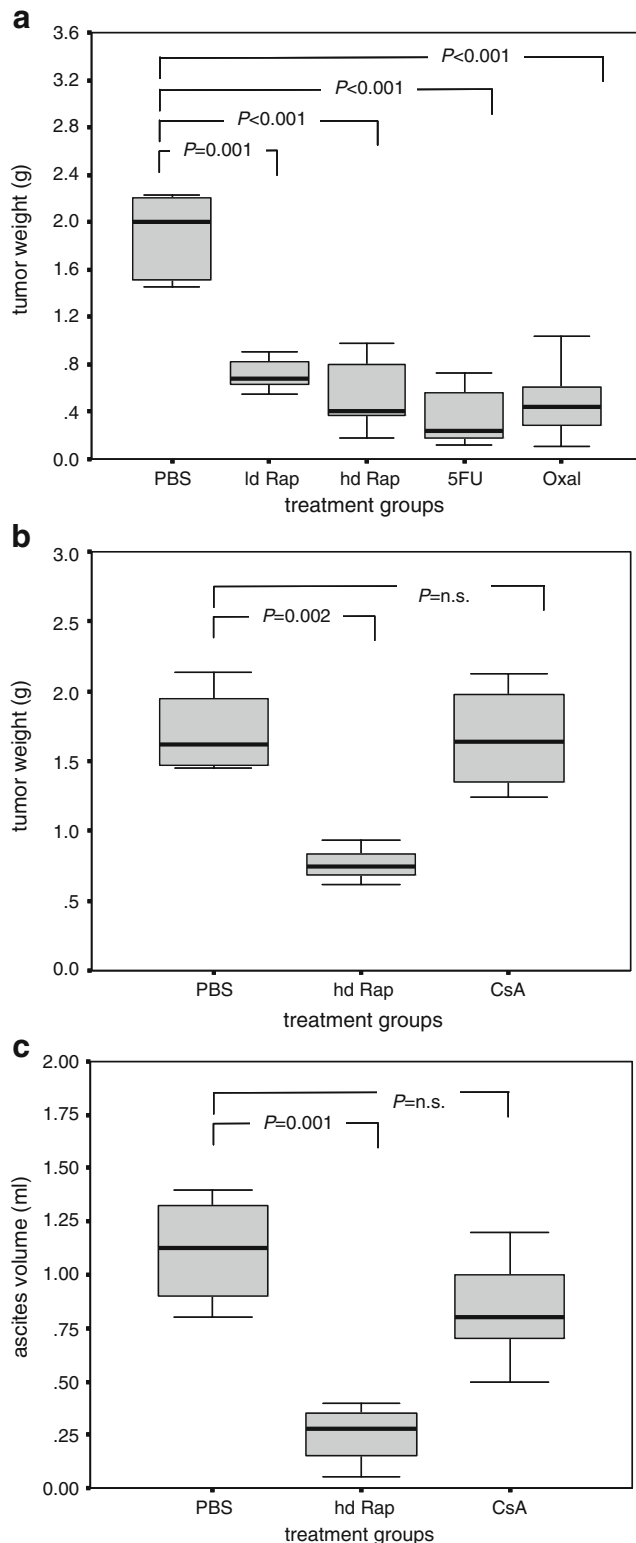 a
3.6
3.2
2.8
2.4
2.0
1.6
1.2
.8
.4
0.0
tumor weight (g)
P<0.001
P<0.001
P<0.001
P=0.001
PBS ld Rap hd Rap 5FU Oxal
treatment groups
b
3.0
2.5
2.0
1.5
1.0
.5
0.0
tumor weight (g)
P=n.s.
P=0.002
PBS hd Rap CsA
treatment groups
c
2.00
1.75
1.50
1.25
1.00
.75
.50
.25
0.00
ascites volume (ml)
P=n.s.
P=0.001
PBS hd Rap CsA
treatment groups